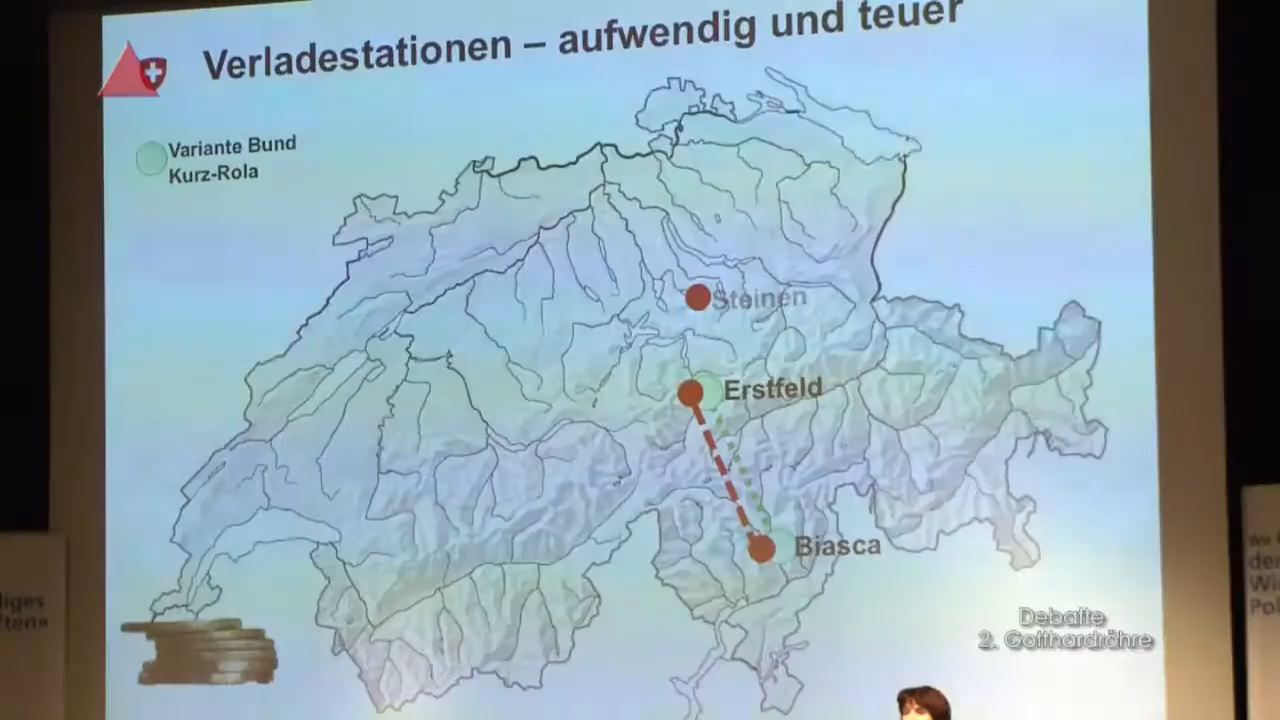 Verladestationen – aufwendig und teuer
Variante Bund
Kurz-Rola
Steinen
Erstfeld
Biasca
Debatte
2. Gotthardröhre